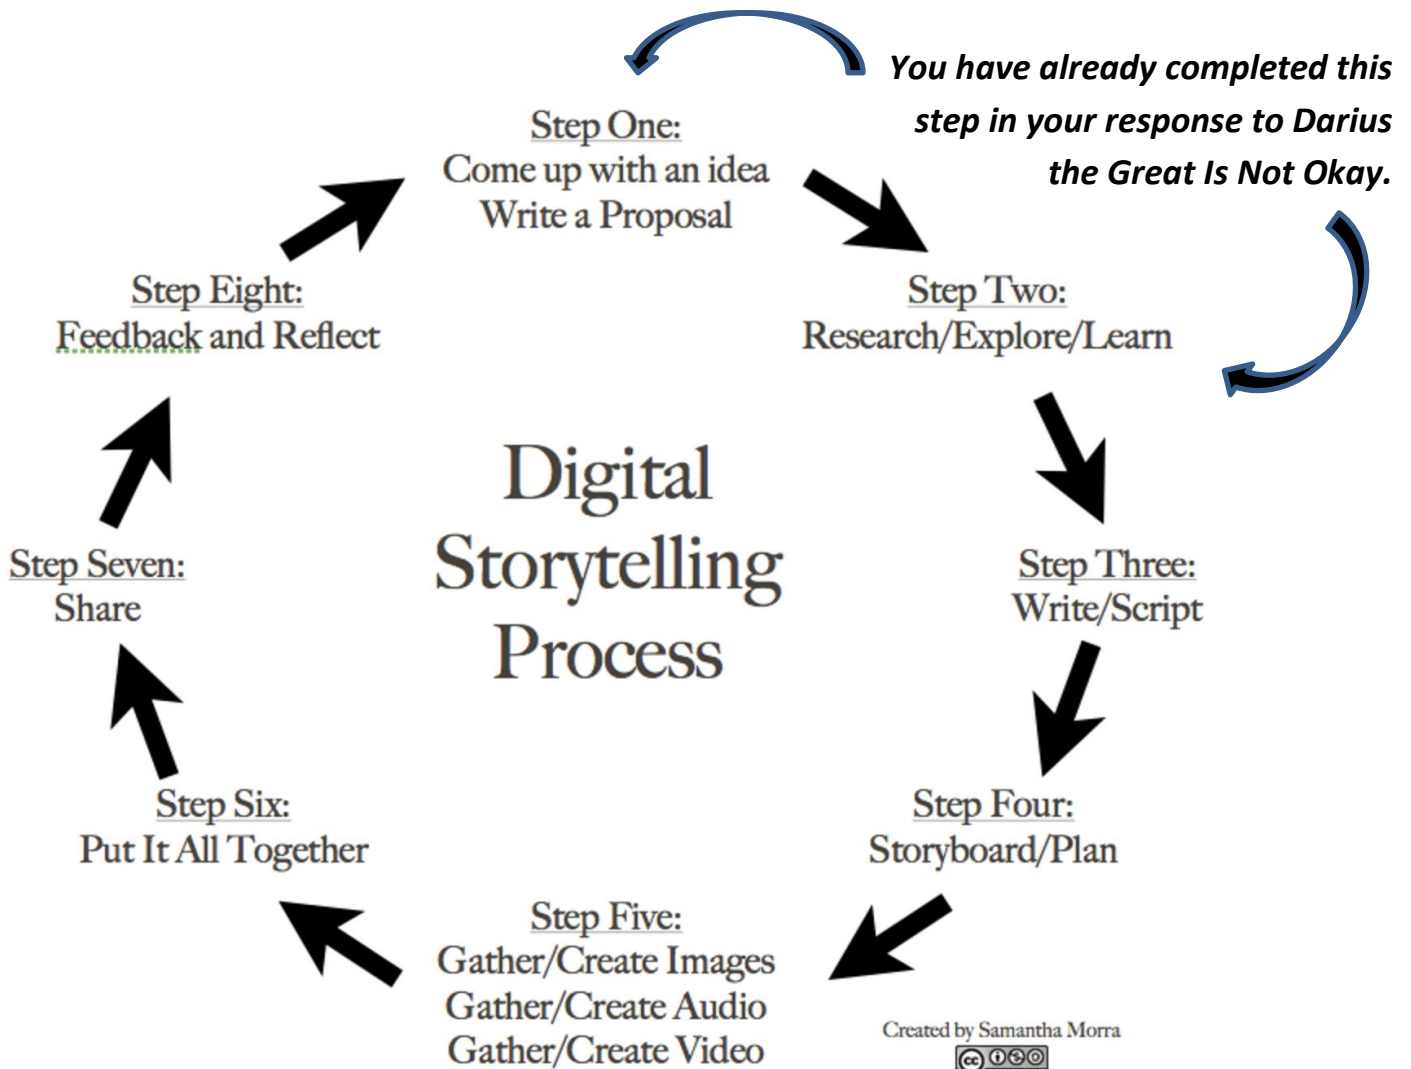 You have already completed this
step in your response to Darius
the Great Is Not Okay.
Step One:
Come up with an idea
Write a Proposal
Step Two:
Research/Explore/Learn
Step Three:
Write/Script
Step Four:
Storyboard/Plan
Step Five:
Gather/Create Images
Gather/Create Audio
Gather/Create Video
Step Six:
Put It All Together
Step Seven:
Share
Step Eight:
Feedback and Reflect
Digital
Storytelling
Process
Created by Samantha Morra
cc